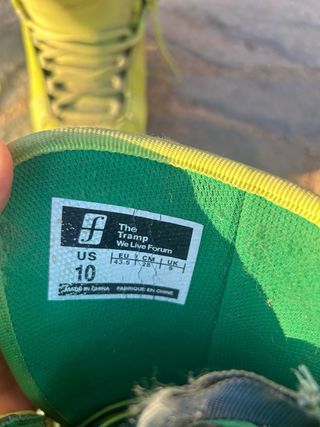 f
The
Tramp
We Live Forum
US
10
EU CM UK
43.5 28 9
MADE IN CHINA FABRIQUE EN CHINE